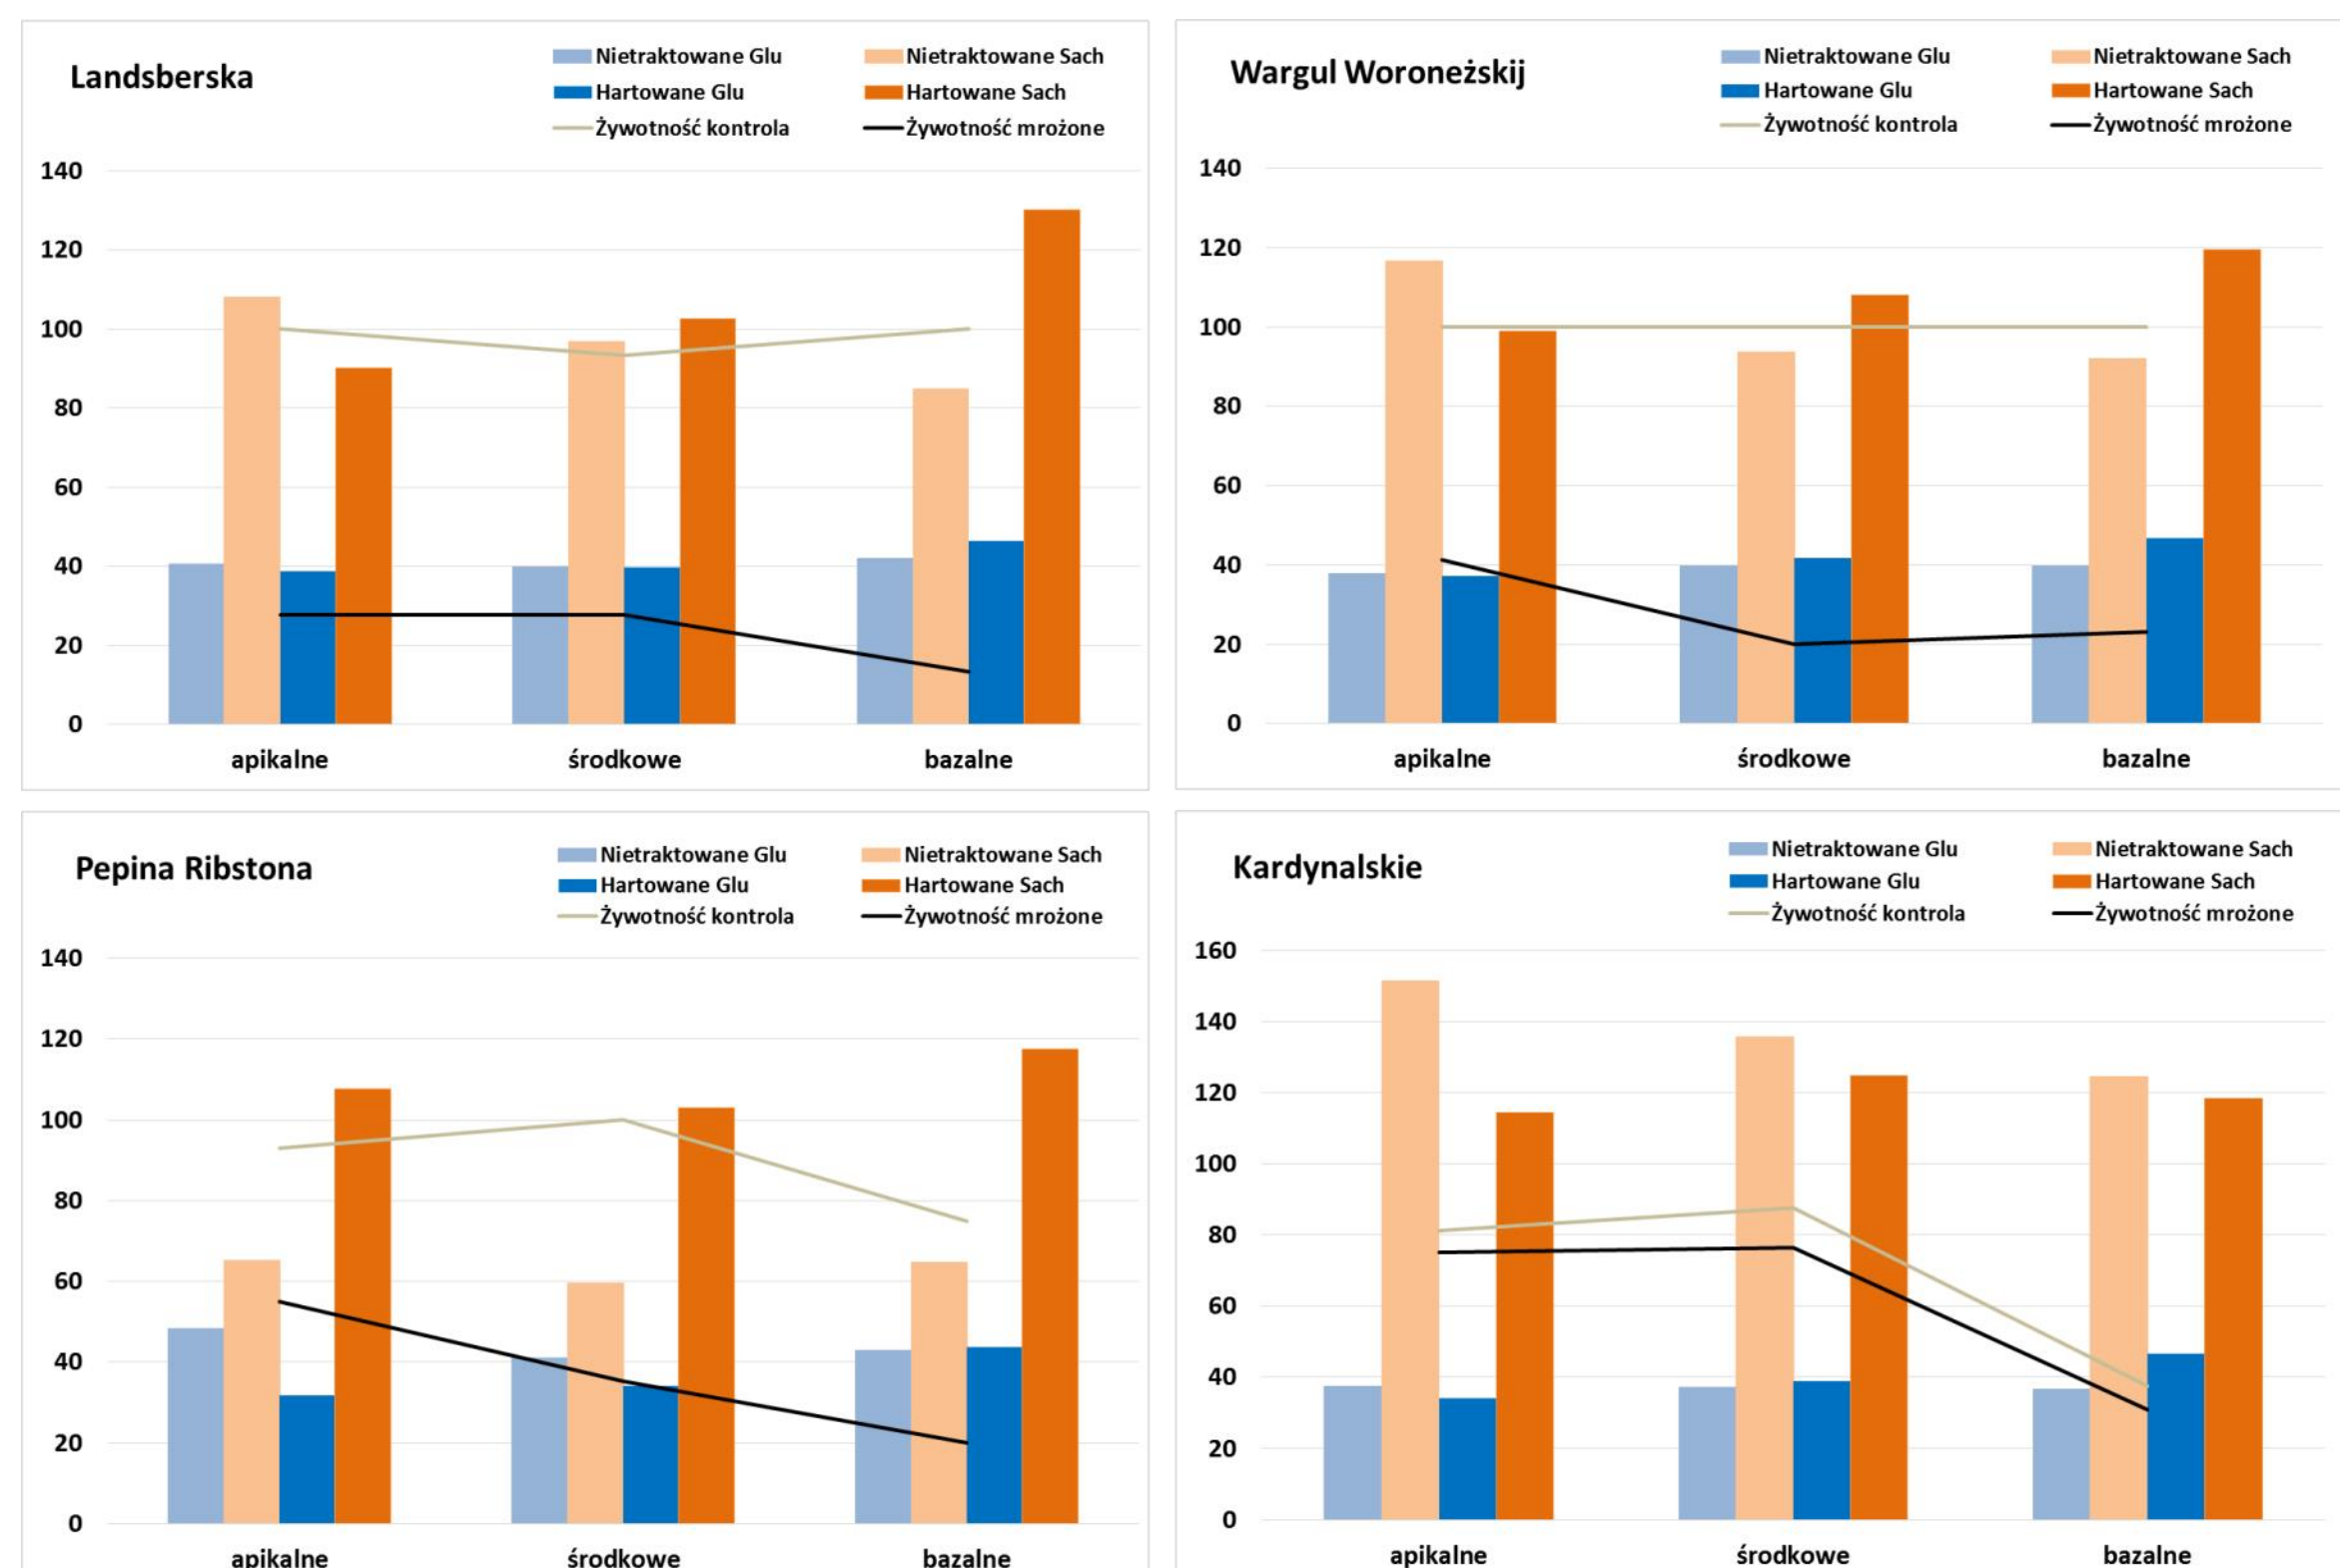 Landsberska
Nietraktowane Glu Nietraktowane Sach
Hartowane Glu Hartowane Sach
Żywotność kontrola Żywotność mrożone
140
120
100
80
60
40
20
0
apikalne środkowe bazalne
Wargul Woroneżskij
Nietraktowane Glu Nietraktowane Sach
Hartowane Glu Hartowane Sach
Żywotność kontrola Żywotność mrożone
140
120
100
80
60
40
20
0
apikalne środkowe bazalne
Pepina Ribstona
Nietraktowane Glu Nietraktowane Sach
Hartowane Glu Hartowane Sach
Żywotność kontrola Żywotność mrożone
140
120
100
80
60
40
20
0
apikalne środkowe bazalne
Kardynalskie
Nietraktowane Glu Nietraktowane Sach
Hartowane Glu Hartowane Sach
Żywotność kontrola Żywotność mrożone
160
140
120
100
80
60
40
20
0
apikalne środkowe bazalne